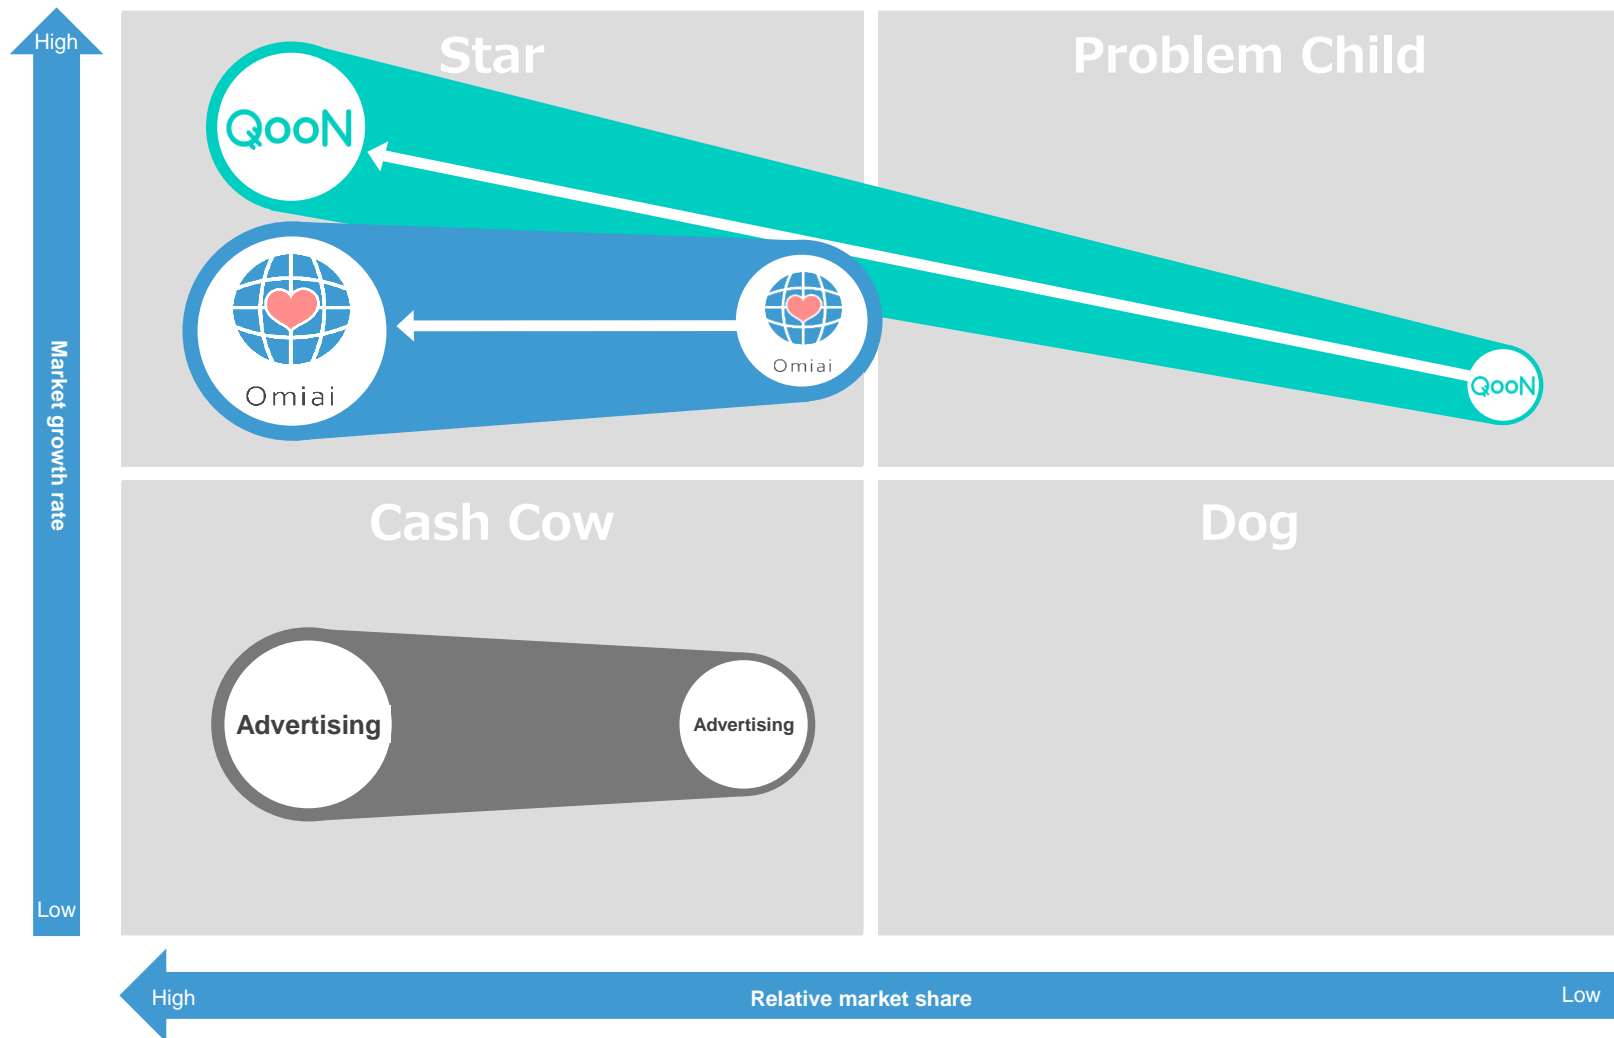 High
Star
Problem Child
QooN
Omiai
Omiai
QooN
Market growth rate
Cash Cow
Dog
Advertising
Advertising
Low
High
Relative market share
Low